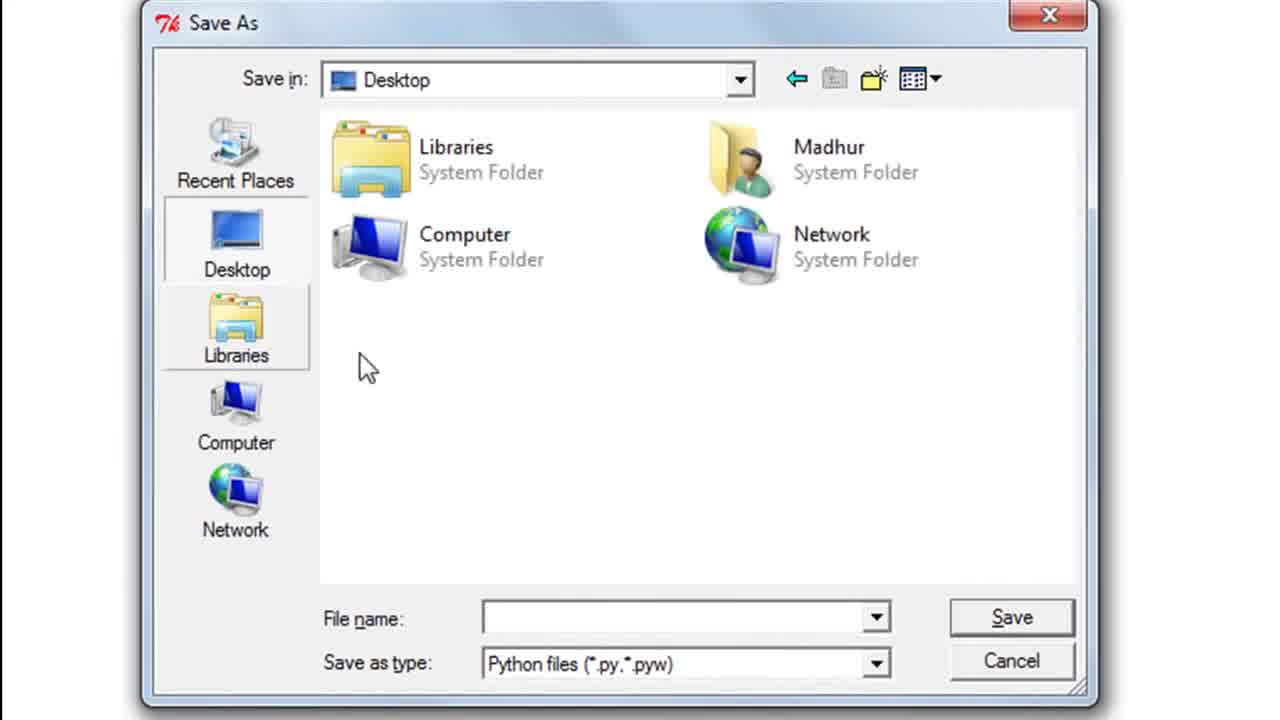 Save As
Save in:
Desktop
Recent Places
Desktop
Libraries
Computer
Network
Libraries
System Folder
Madhur
System Folder
Computer
System Folder
Network
System Folder
File name:
Save
Save as type:
Python files (*.py,*.pyw)
Cancel